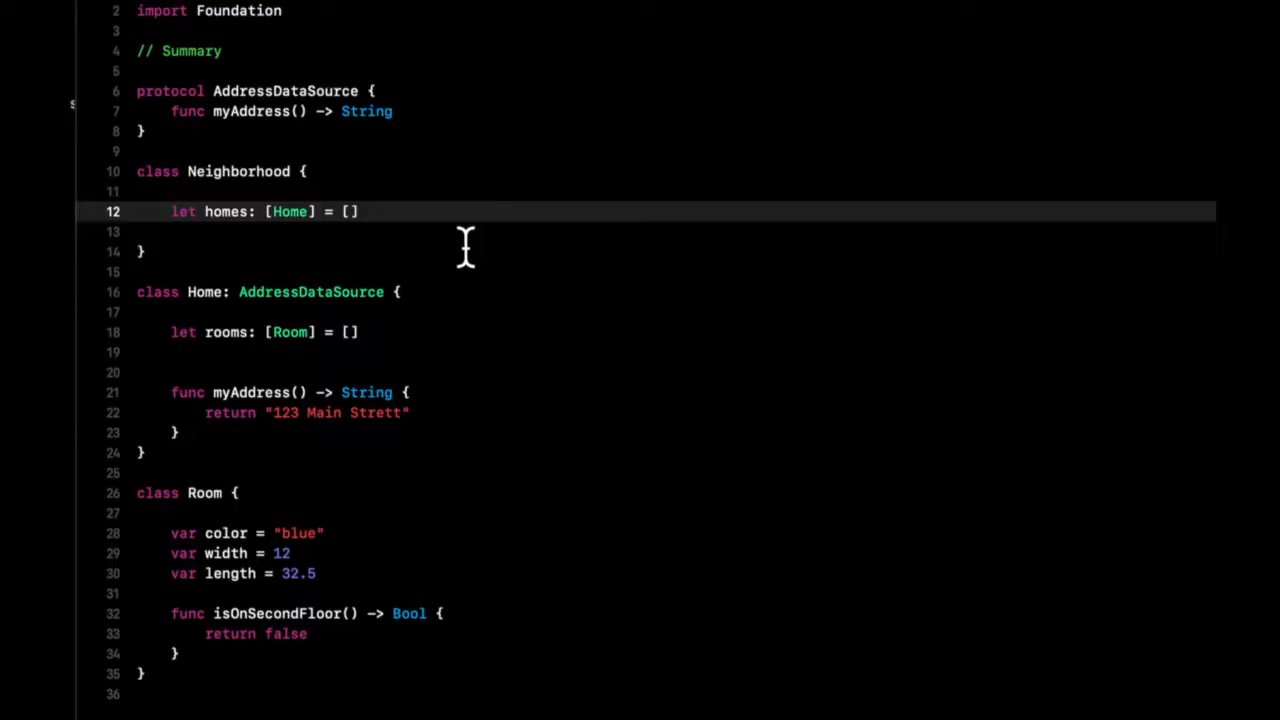 2 import Foundation
3
4 // Summary
5
6 protocol AddressDataSource {
7     func myAddress() -> String
8 }
9
10 class Neighborhood {
11
12     let homes: [Home] = []
13
14 }
15
16 class Home: AddressDataSource {
17
18     let rooms: [Room] = []
19
20
21     func myAddress() -> String {
22         return "123 Main Strett"
23     }
24 }
25
26 class Room {
27
28     var color = "blue"
29     var width = 12
30     var length = 32.5
31
32     func isOnSecondFloor() -> Bool {
33         return false
34     }
35 }
36